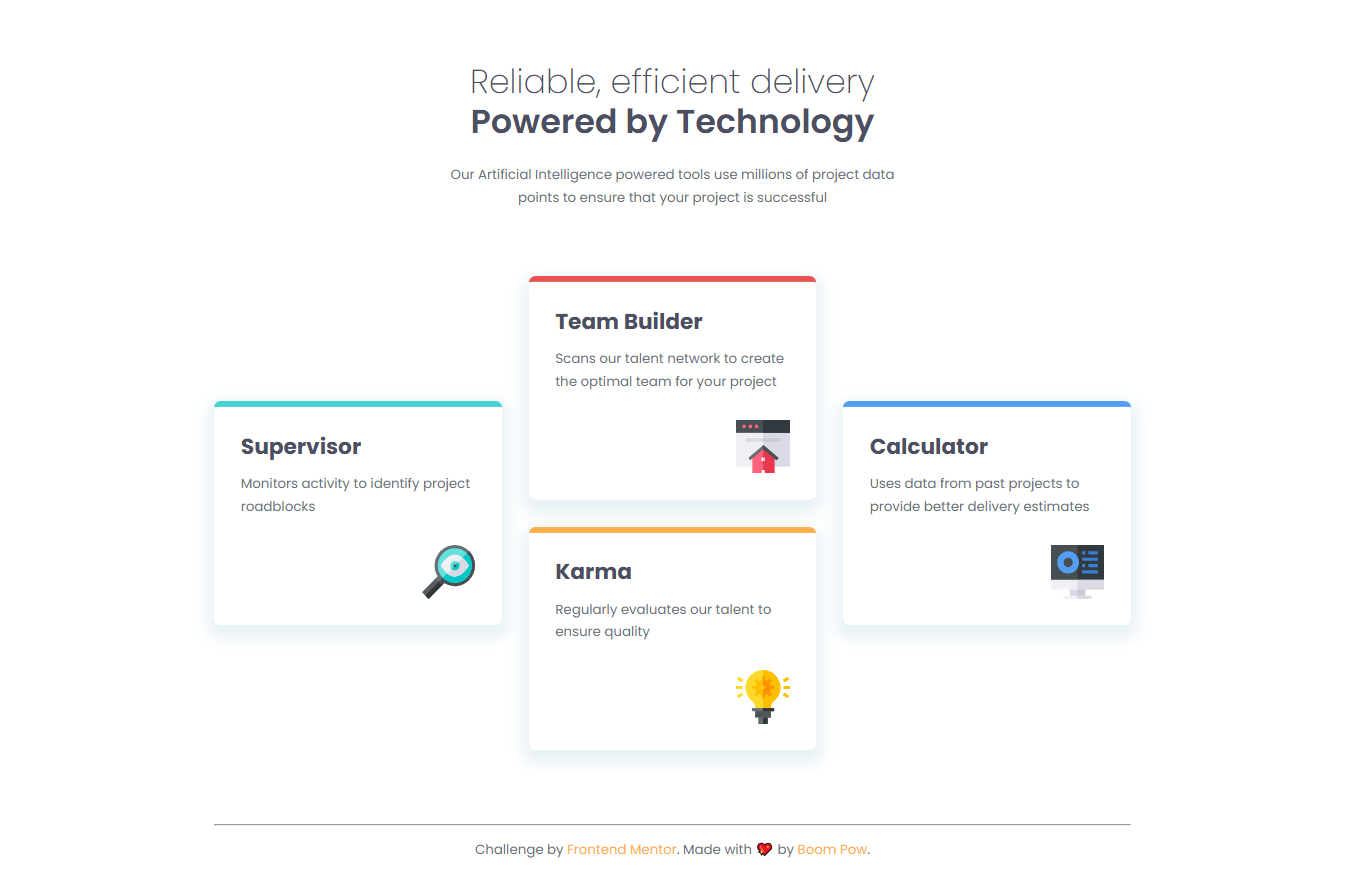 Reliable, efficient delivery
Powered by Technology
Our Artificial Intelligence powered tools use millions of project data
points to ensure that your project is successful
Supervisor
Monitors activity to identify project
roadblocks
Team Builder
Scans our talent network to create
the optimal team for your project
Karma
Regularly evaluates our talent to
ensure quality
Calculator
Uses data from past projects to
provide better delivery estimates
Challenge by Frontend Mentor. Made with 💖 by Boom Pow.